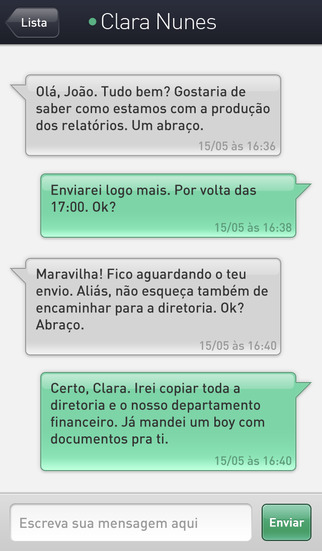 Lista
Clara Nunes
Olá, João. Tudo bem? Gostaria de
saber como estamos com a produção
dos relatórios. Um abraço.
15/05 às 16:36
Enviarei logo mais. Por volta das
17:00. Ok?
15/05 às 16:38
Maravilha! Fico aguardando o teu
envio. Aliás, não esqueça também de
encaminhar para a diretoria. Ok?
Abraço.
15/05 às 16:40
Certo, Clara. Irei copiar toda a
diretoria e o nosso departamento
financeiro. Já mandei um boy com
documentos pra ti.
15/05 às 16:40
Escreva sua mensagem aqui
Enviar